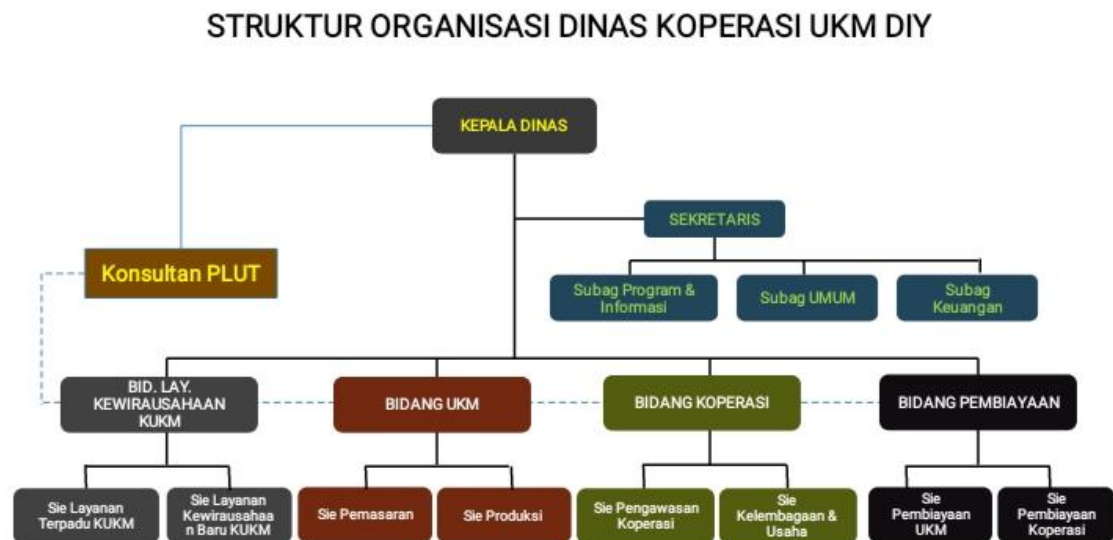 STRUKTUR ORGANISASI DINAS KOPERASI UKM DIY
KEPALA DINAS
SEKRETARIS
Konsultan PLUT
Subag Program &
Informasi
Subag UMUM
Subag
Keuangan
BID. LAY.
KEWIRAUSAHAAN
KUKM
BIDANG UKM
BIDANG KOPERASI
BIDANG PEMBIAYAAN
Sie Layanan
Terpadu KUKM
Sie Layanan
Kewirausahaa
n Baru KUKM
Sie Pemasaran
Sie Produksi
Sie Pengawasan
Koperasi
Sie
Kelembagaan &
Usaha
Sie
Pembiayaan
UKM
Sie
Pembiayaan
Koperasi